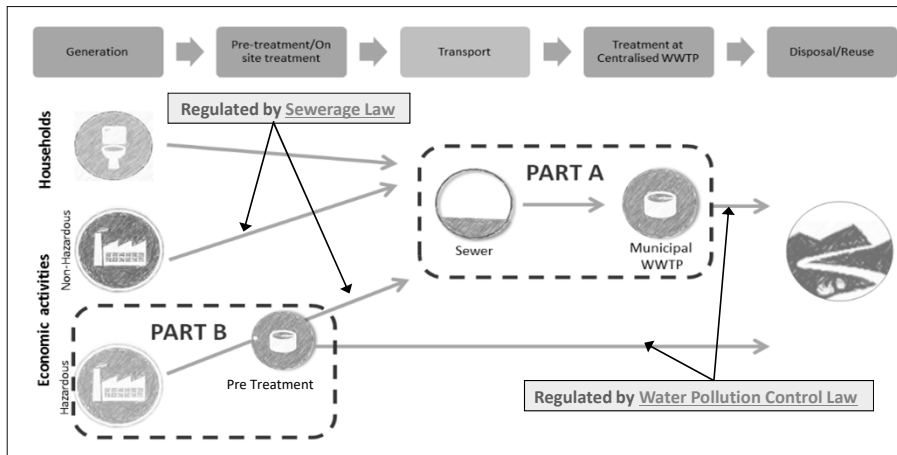 Generation
Pre-treatment/On
site treatment
Transport
Treatment at
Centralised WWTP
Disposal/Reuse
Regulated by Sewerage Law
Households
PART A
Sewer
Municipal
WWTP
Economic activities
Non-Hazardous
PART B
Pre Treatment
Hazardous
Regulated by Water Pollution Control Law